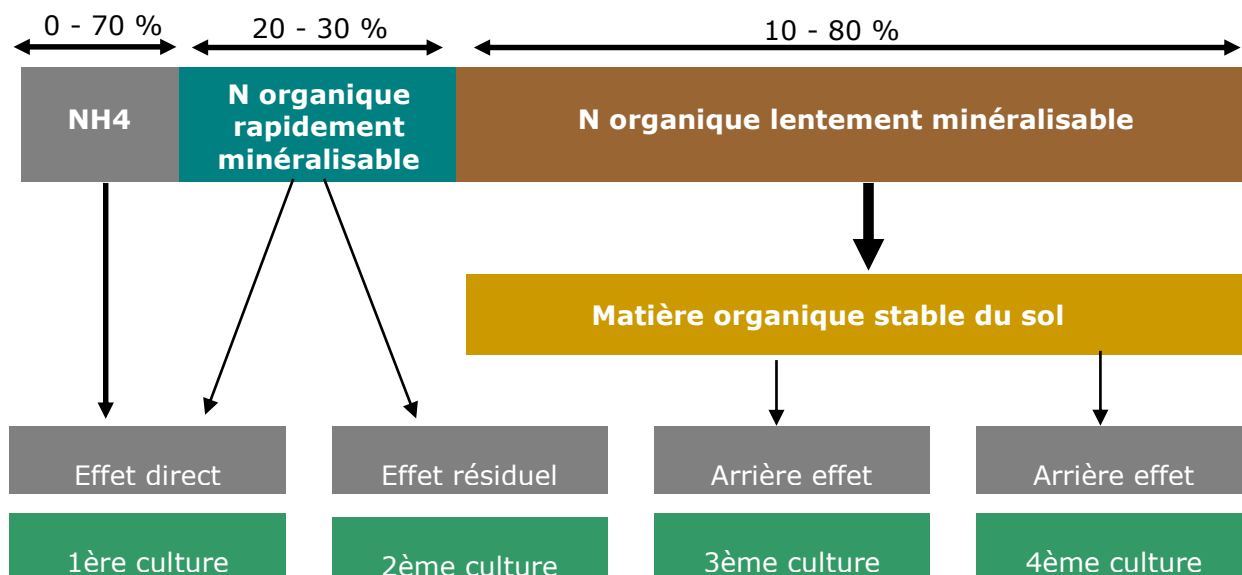 0 - 70 %
20 - 30 %
10 - 80 %
NH4
N organique
rapidement
minéralisable
N organique lentement minéralisable
Matière organique stable du sol
Effet direct
Effet résiduel
Arrière effet
Arrière effet
1ère culture
2ème culture
3ème culture
4ème culture